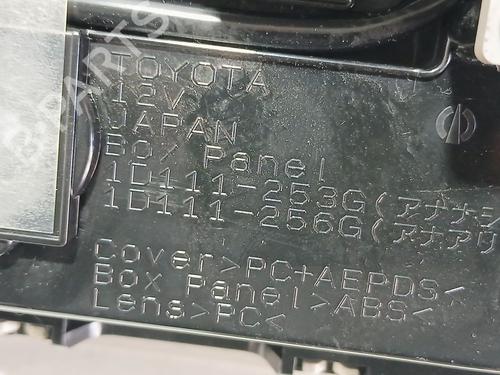 TOYOTA
12V
JAPAN
Box Panel
1D111-253G(アナナシ
1D111-256G(アナアリ
Cover>PC+AEPDS<
Box Panel>ABS<
Lens>PC<